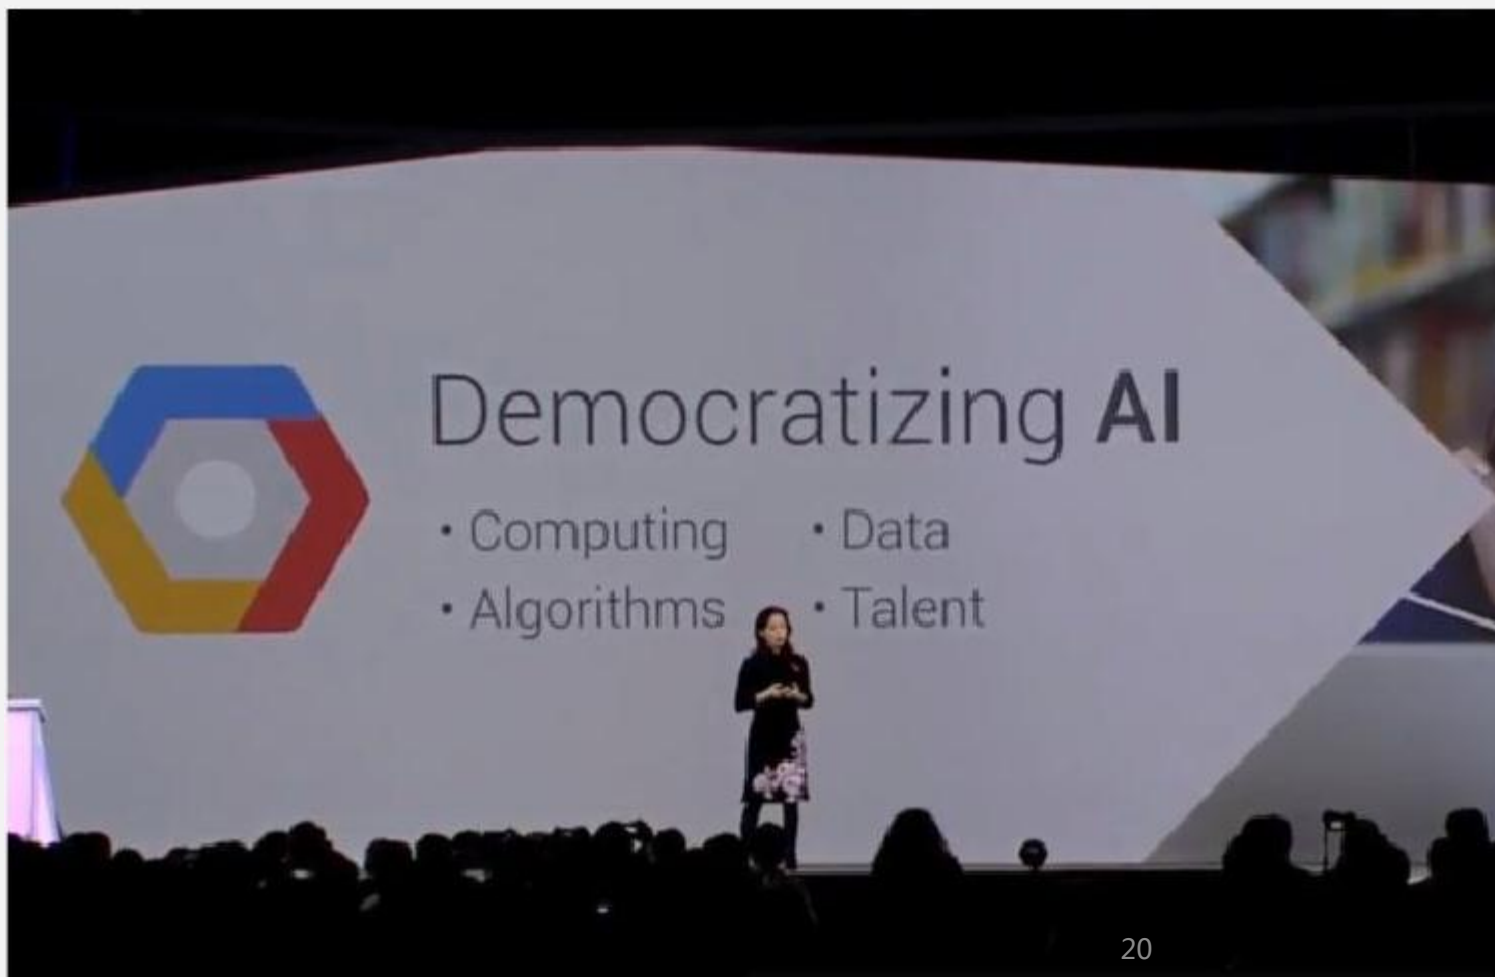 Democratizing AI
• Computing • Data
• Algorithms • Talent
20